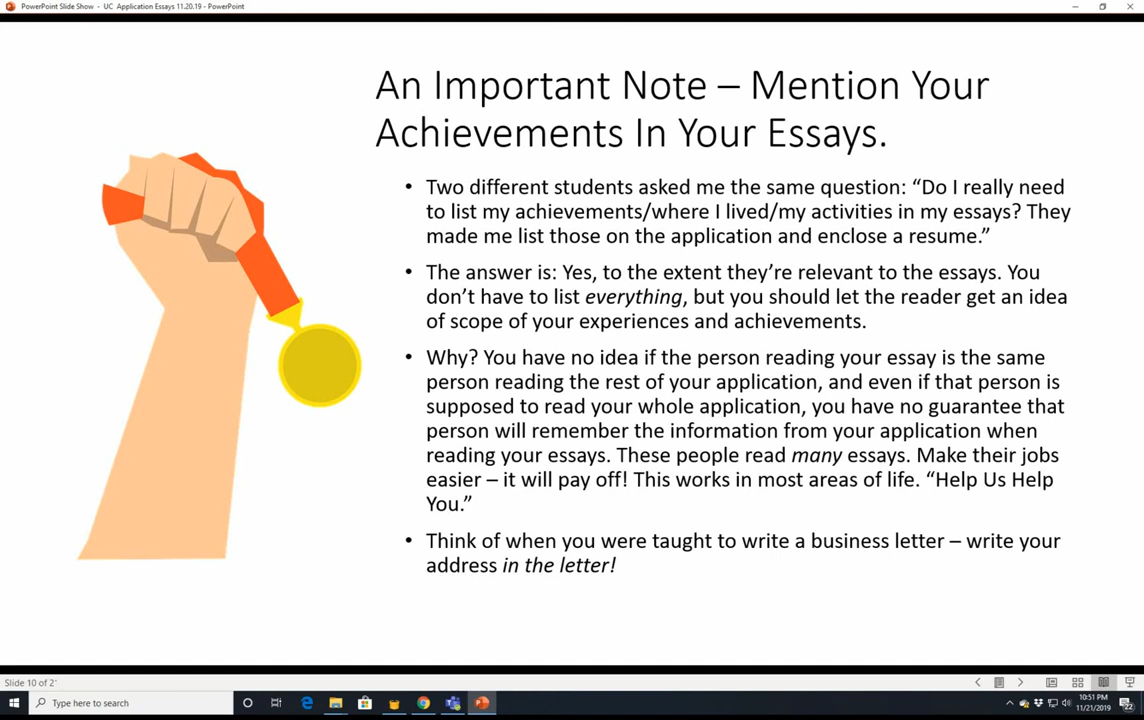 PowerPoint Slide Show - UC Application Essays 11.20.19 - PowerPoint
An Important Note – Mention Your
Achievements In Your Essays.
• Two different students asked me the same question: “Do I really need
to list my achievements/where I lived/my activities in my essays? They
made me list those on the application and enclose a resume.”
• The answer is: Yes, to the extent they’re relevant to the essays. You
don’t have to list everything, but you should let the reader get an idea
of scope of your experiences and achievements.
• Why? You have no idea if the person reading your essay is the same
person reading the rest of your application, and even if that person is
supposed to read your whole application, you have no guarantee that
person will remember the information from your application when
reading your essays. These people read many essays. Make their jobs
easier – it will pay off! This works in most areas of life. “Help Us Help
You.”
• Think of when you were taught to write a business letter – write your
address in the letter!
Slide 10 of
Type here to search
10:51 PM
11/21/2019
22